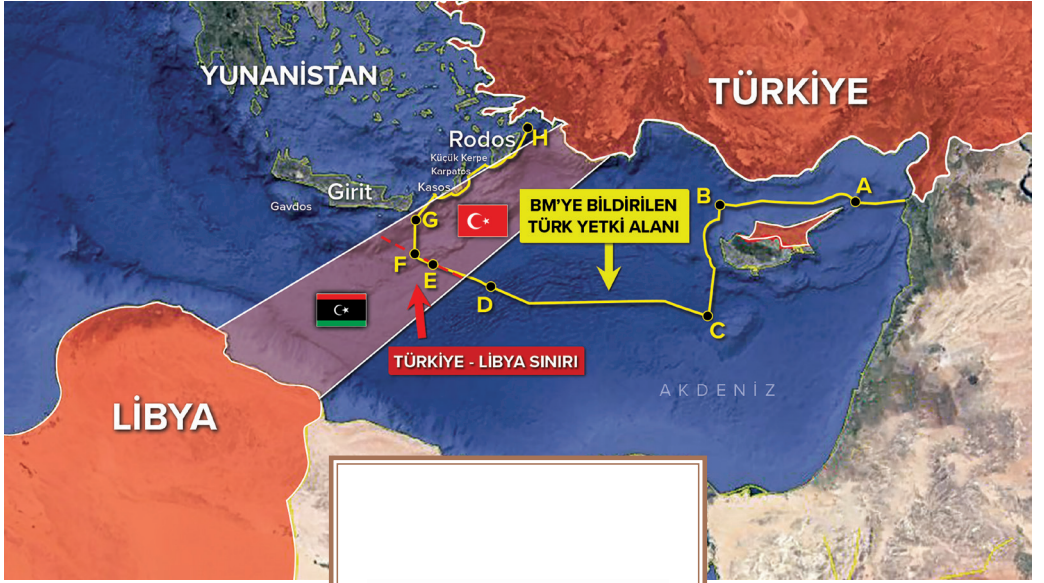 YUNANİSTAN
TÜRKİYE
Rodos
H
Küçük Kerpe
Karpatos
Kasos
Girit
Gavdos
G
B
A
BM'YE BİLDİRİLEN
TÜRK YETKİ ALANI
F
E
D
C
TÜRKİYE - LİBYA SINIRI
AKDENİZ
LİBYA